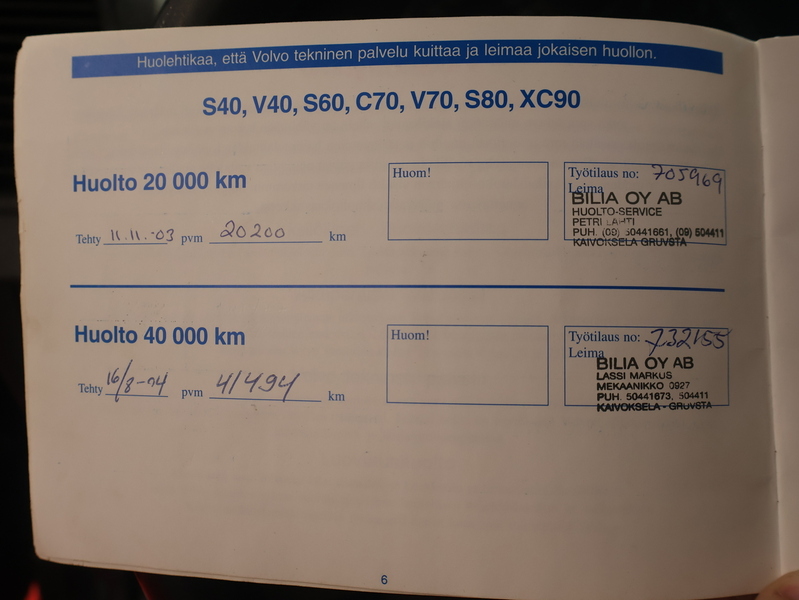 Huolehtikaa, että Volvo tekninen palvelu kuittaa ja leimaa jokaisen huollon.
S40, V40, S60, C70, V70, S80, XC90
Huolto 20 000 km
Huom!
Työtilaus no: 705969
Leima
BILIA OY AB
HUOLTO-SERVICE
PETRI LAHTI
PUH. (09) 50441661, (09) 504411
KAIVOKSELA GRUVSTA
Tehty 11.11.-03 pvm 20200 km
Huolto 40 000 km
Huom!
Työtilaus no: 732155
Leima
BILIA OY AB
LASSI MARKUS
MEKAANIKKO 0927
PUH. 50441673, 504411
KAIVOKSELA - GRUVSTA
Tehty 16/8-04 pvm 41494 km
6